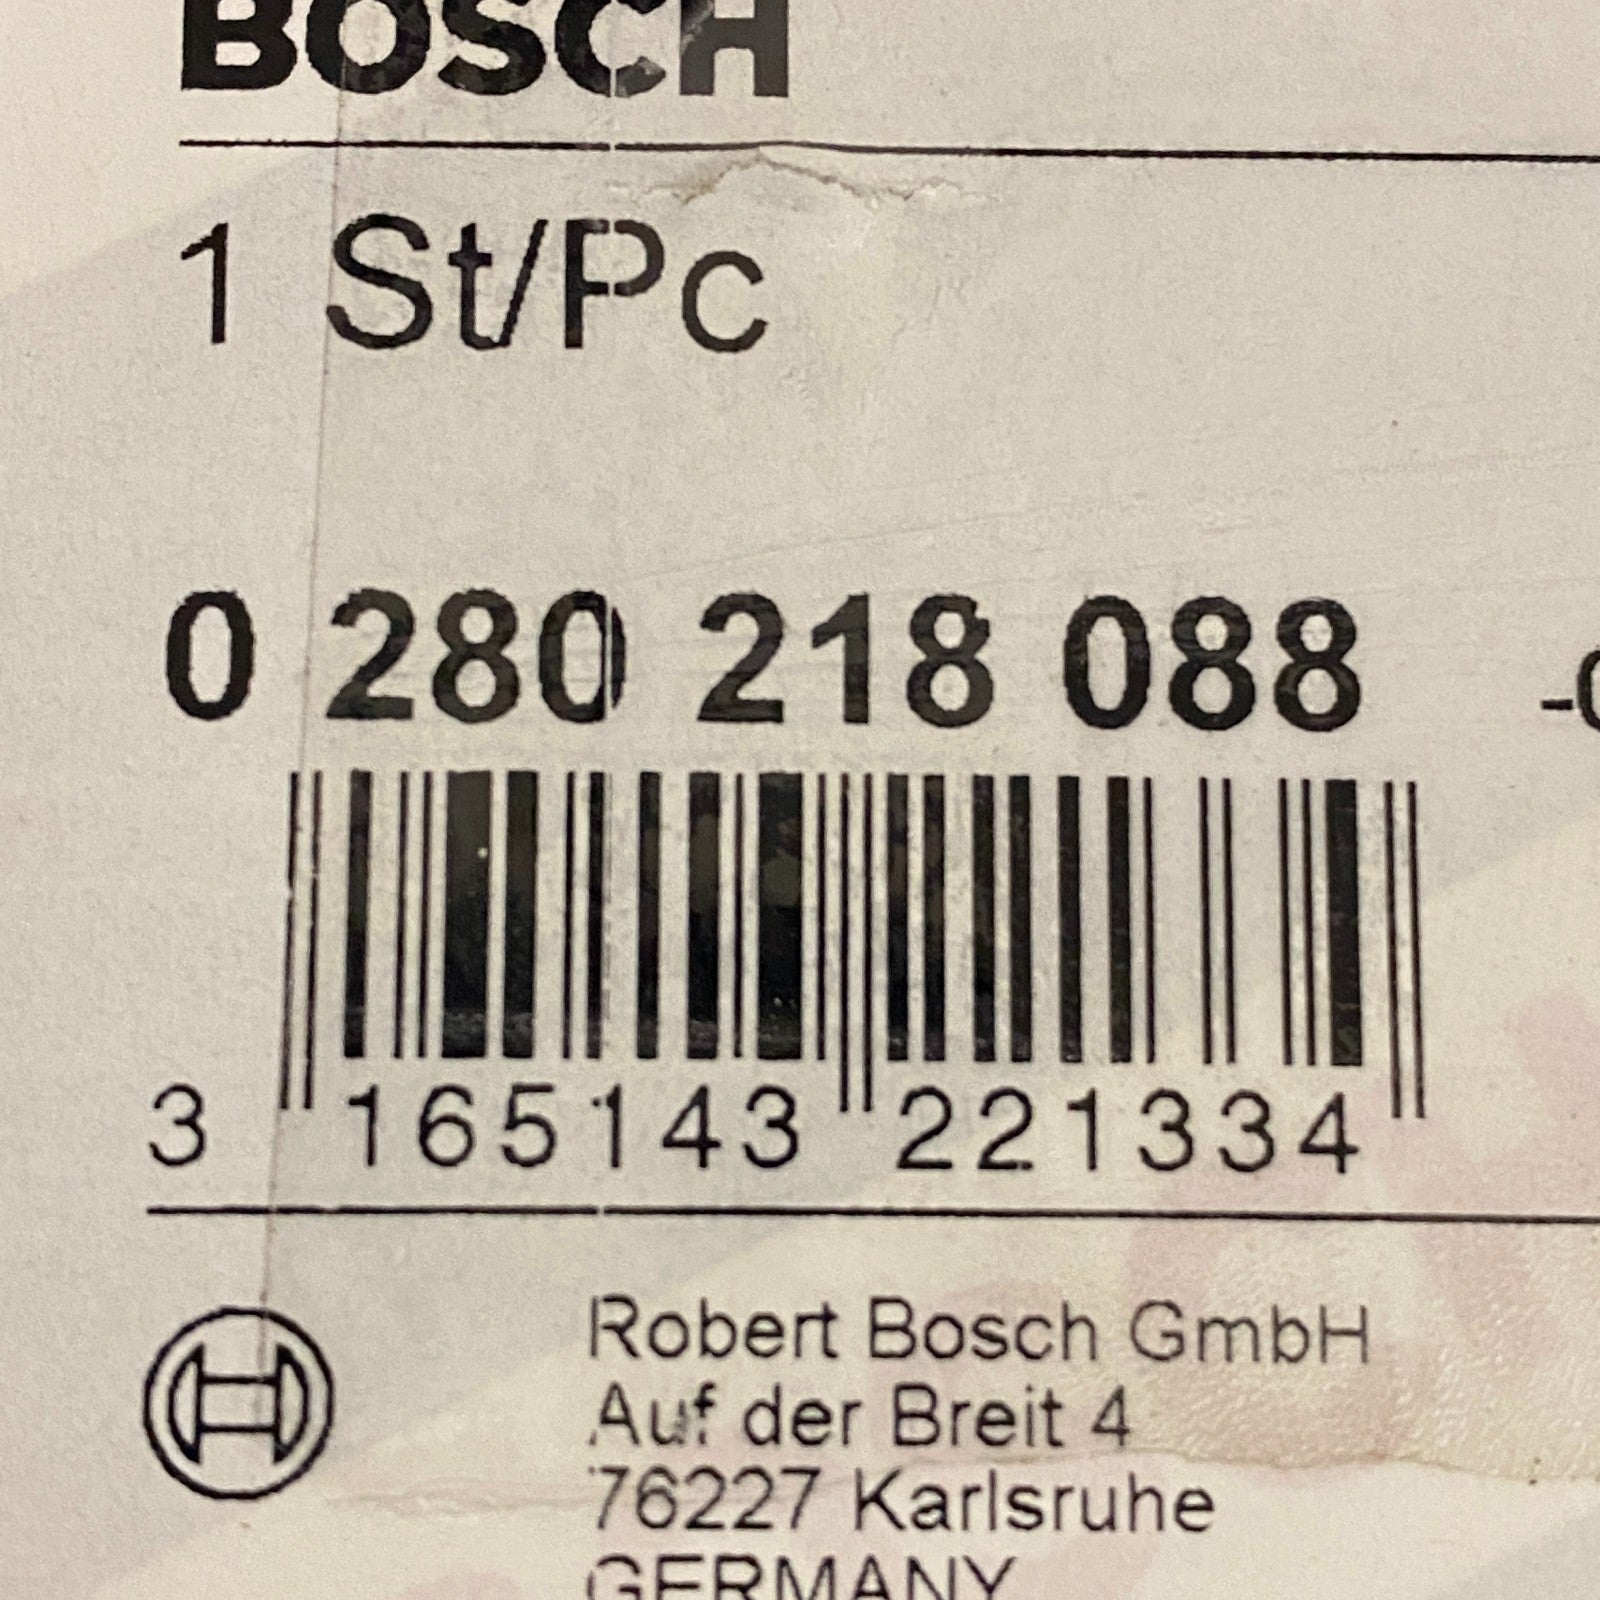 BOSCH
1 St/Pc
0 280 218 088
3 165143 221334
Robert Bosch GmbH
Auf der Breit 4
76227 Karlsruhe
GERMANY